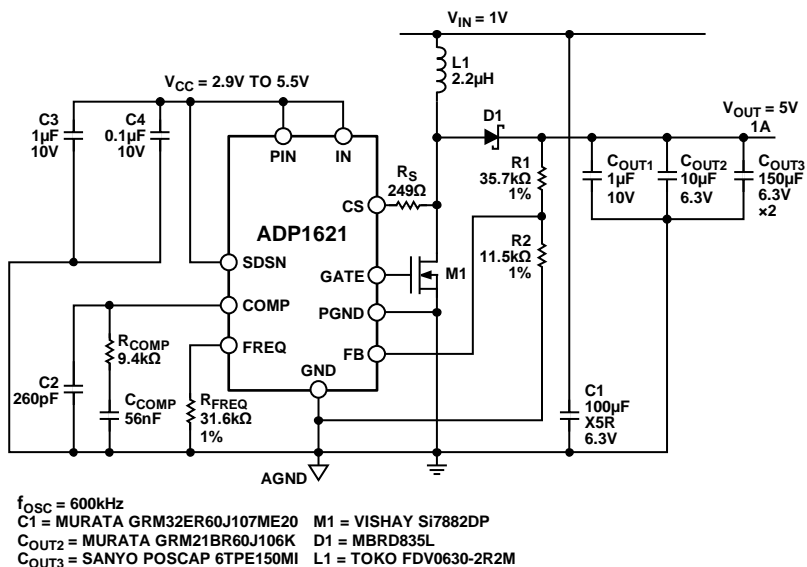 VIN = 1V
L1
2.2µH
VCC = 2.9V TO 5.5V
C3
1µF
10V
C4
0.1µF
10V
PIN
IN
D1
VOUT = 5V
1A
RS
249Ω
CS
R1
35.7kΩ
1%
COUT1
1µF
10V
COUT2
10µF
6.3V
COUT3
150µF
6.3V
×2
ADP1621
SDSN
GATE
M1
R2
11.5kΩ
1%
COMP
PGND
FREQ
FB
GND
RCOMP
9.4kΩ
C2
260pF
CCOMP
56nF
RFREQ
31.6kΩ
1%
C1
100µF
X5R
6.3V
AGND
fOSC = 600kHz
C1 = MURATA GRM32ER60J107ME20 M1 = VISHAY Si7882DP
COUT2 = MURATA GRM21BR60J106K D1 = MBRD835L
COUT3 = SANYO POSCAP 6TPE150MI L1 = TOKO FDV0630-2R2M